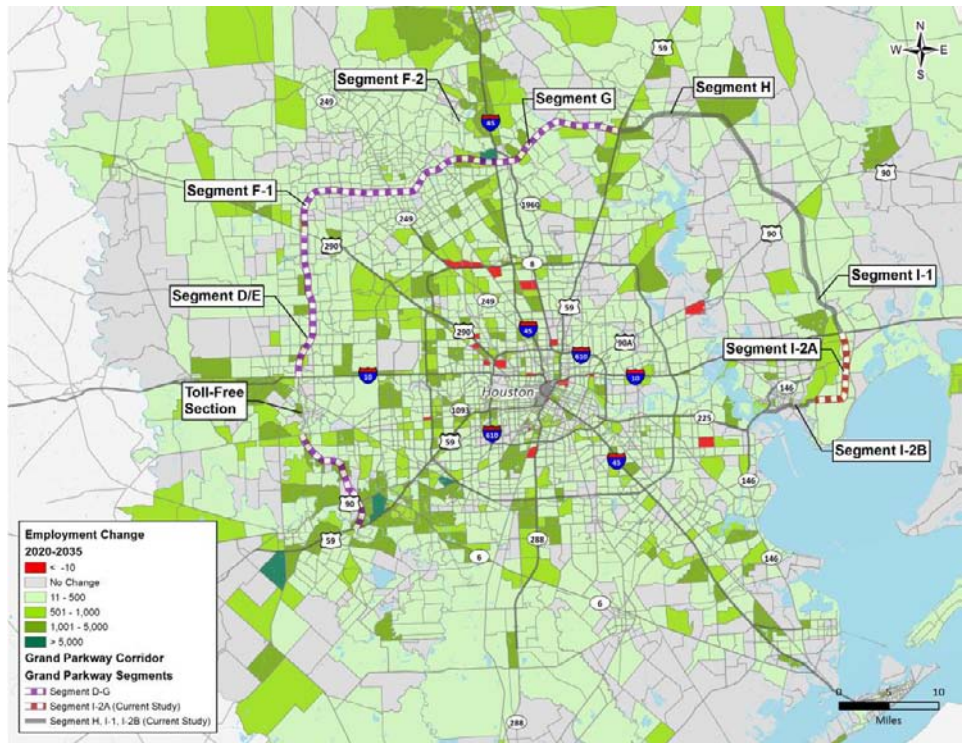 N
W E
S
59
Segment F-2
Segment H
249
Segment G
45
90
Segment F-1
1960
249
290
90
8
Segment I-1
Segment D/E
249
59
290
45
90A
Segment I-2A
610
10
10
146
Toll-Free
Section
Houston
1093
225
59
610
Segment I-2B
45
146
90
59
288
6
146
6
288
Employment Change
2020-2035
< -10
No Change
11 - 500
501 - 1,000
1,001 - 5,000
> 5,000
Grand Parkway Corridor
Grand Parkway Segments
Segment D-G
Segment I-2A (Current Study)
Segment H, I-1, I-2B (Current Study)
0 5 10
Miles